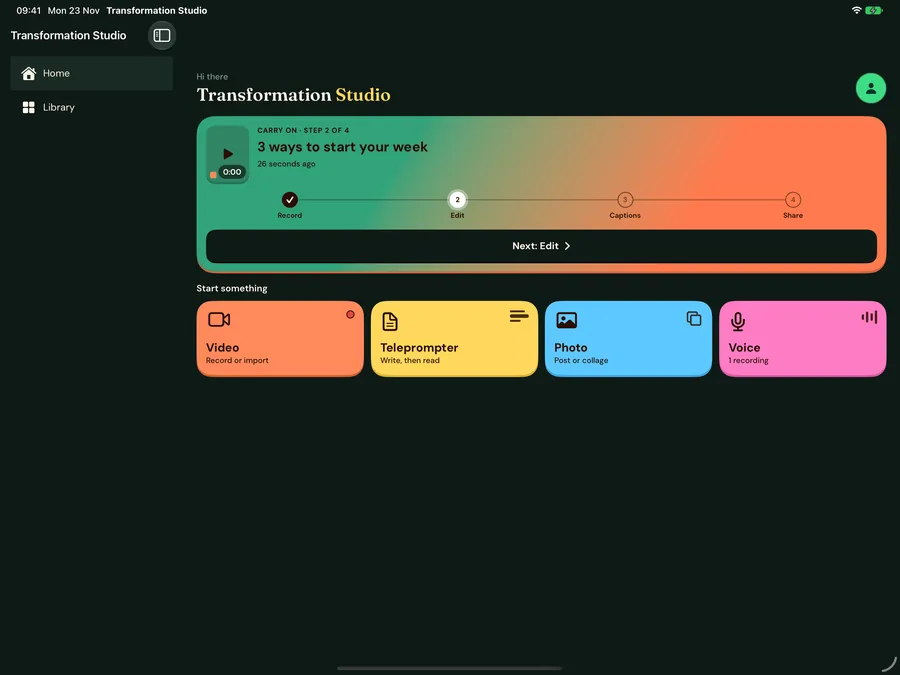 09:41 Mon 23 Nov Transformation Studio
Transformation Studio
Home
Library
Hi there
Transformation Studio
CARRY ON · STEP 2 OF 4
3 ways to start your week
26 seconds ago
0:00
2
3
4
Record
Edit
Captions
Share
Next: Edit
Start something
Video
Record or import
Teleprompter
Write, then read
Photo
Post or collage
Voice
1 recording